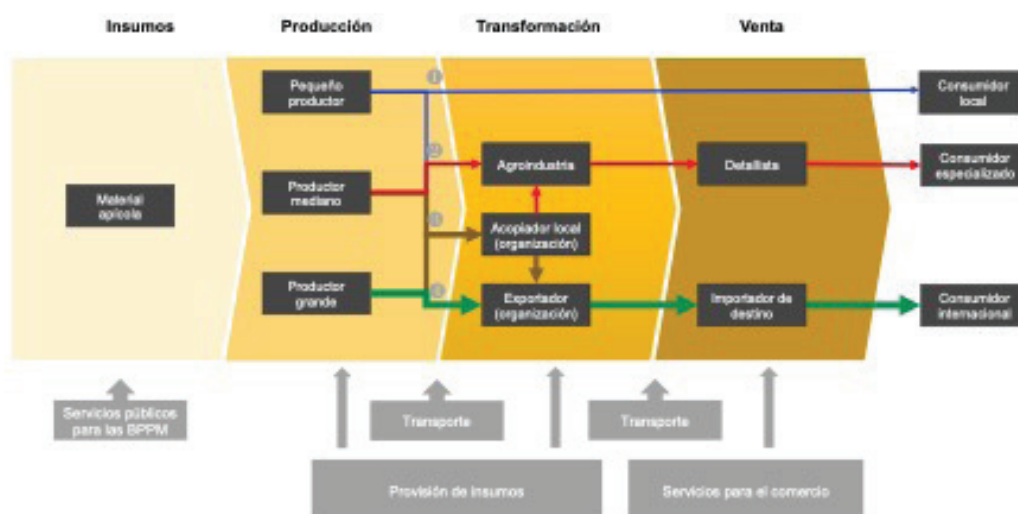 Insumos
Producción
Transformación
Venta
Pequeño
productor
Consumidor
local
Agroindustria
Detallista
Consumidor
especializado
Material
apícola
Productor
mediano
Acopiador local
(organización)
Productor
grande
Exportador
(organización)
Importador de
destino
Consumidor
internacional
Servicios públicos
para las BPPM
Transporte
Transporte
Provisión de insumos
Servicios para el comercio